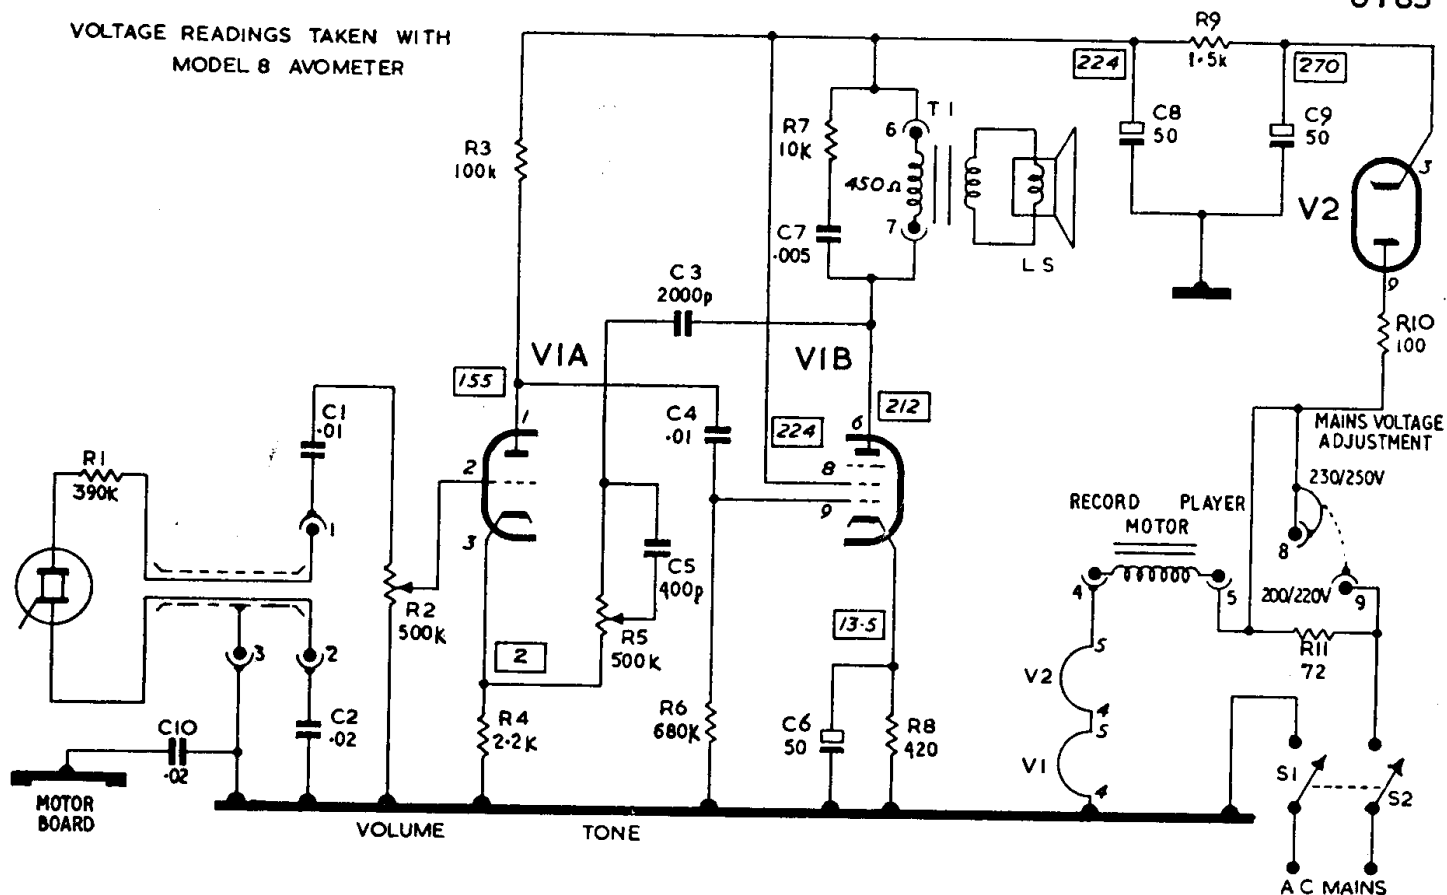 VOLTAGE READINGS TAKEN WITH
MODEL 8 AVOMETER
R9
1.5k
224
270
C8
50
C9
50
3
V2
9
R10
100
R3
100k
R7
10K
6
T1
450Ω
7
C7
.005
LS
C3
2000p
V1A
V1B
155
1
2
3
C4
.01
224
212
6
8
9
MAINS VOLTAGE
ADJUSTMENT
230/250V
8
200/220V
9
RECORD PLAYER
MOTOR
4
5
R11
72
C1
.01
R1
390K
1
R2
500K
C5
400p
R5
500K
13.5
2
3
2
C10
.02
C2
.02
R4
2.2K
R6
680K
C6
50
R8
420
V2
5
4
V1
5
4
S1
S2
MOTOR
BOARD
VOLUME
TONE
AC MAINS